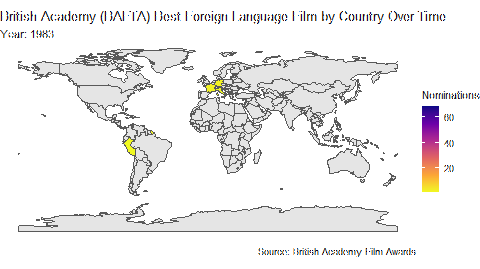 British Academy (BAFTA) Best Foreign Language Film by Country Over Time
Year: 1983
Nominations
60
40
20
Source: British Academy Film Awards